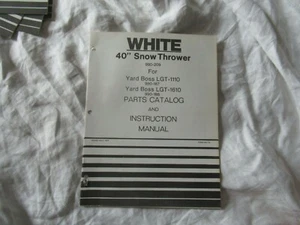 WHITE
40" Snow Thrower
For
Yard Boss LGT-1110
Yard Boss LGT-1610
PARTS CATALOG
AND
INSTRUCTION
MANUAL